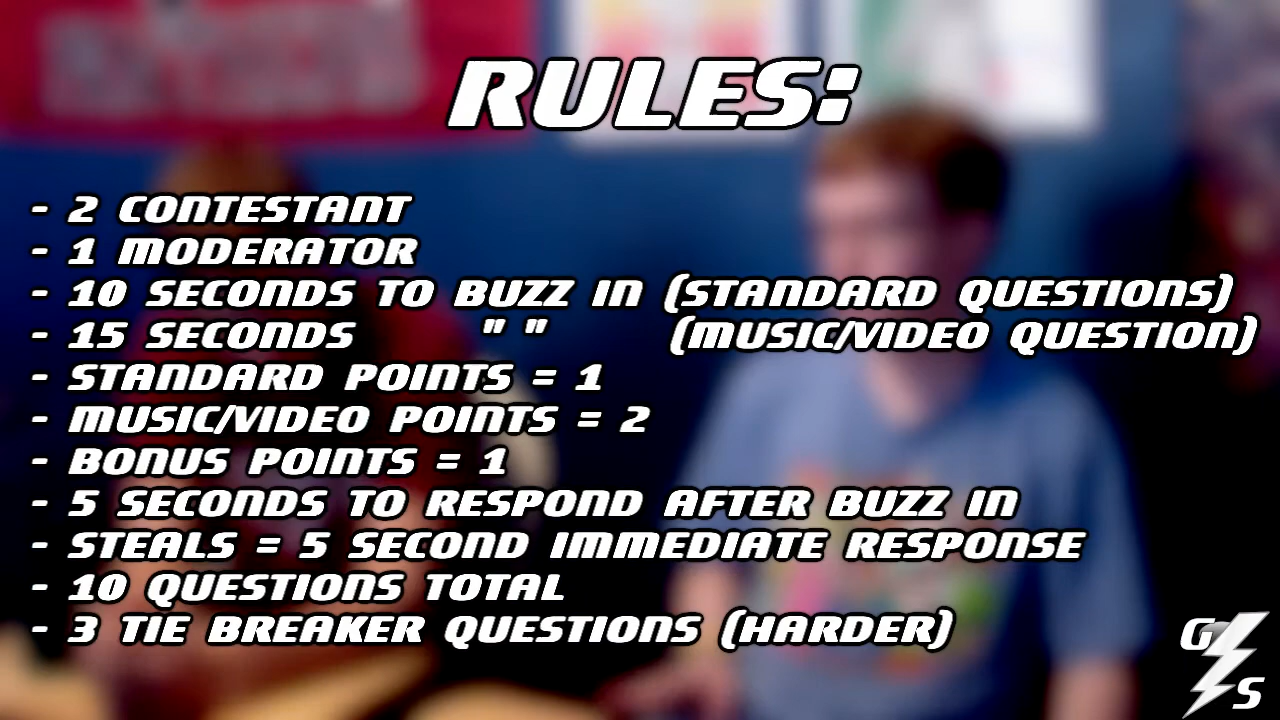 RULES:
- 2 CONTESTANT
- 1 MODERATOR
- 10 SECONDS TO BUZZ IN (STANDARD QUESTIONS)
- 15 SECONDS " " (MUSIC/VIDEO QUESTION)
- STANDARD POINTS = 1
- MUSIC/VIDEO POINTS = 2
- BONUS POINTS = 1
- 5 SECONDS TO RESPOND AFTER BUZZ IN
- STEALS = 5 SECOND IMMEDIATE RESPONSE
- 10 QUESTIONS TOTAL
- 3 TIE BREAKER QUESTIONS (HARDER)
G
S